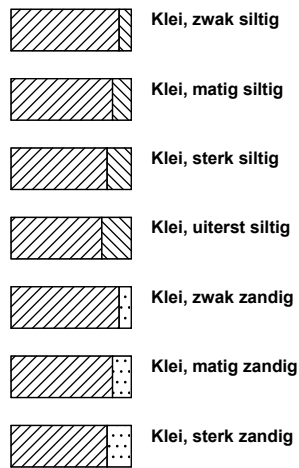 Klei, zwak siltig
Klei, matig siltig
Klei, sterk siltig
Klei, uiterst siltig
Klei, zwak zandig
Klei, matig zandig
Klei, sterk zandig